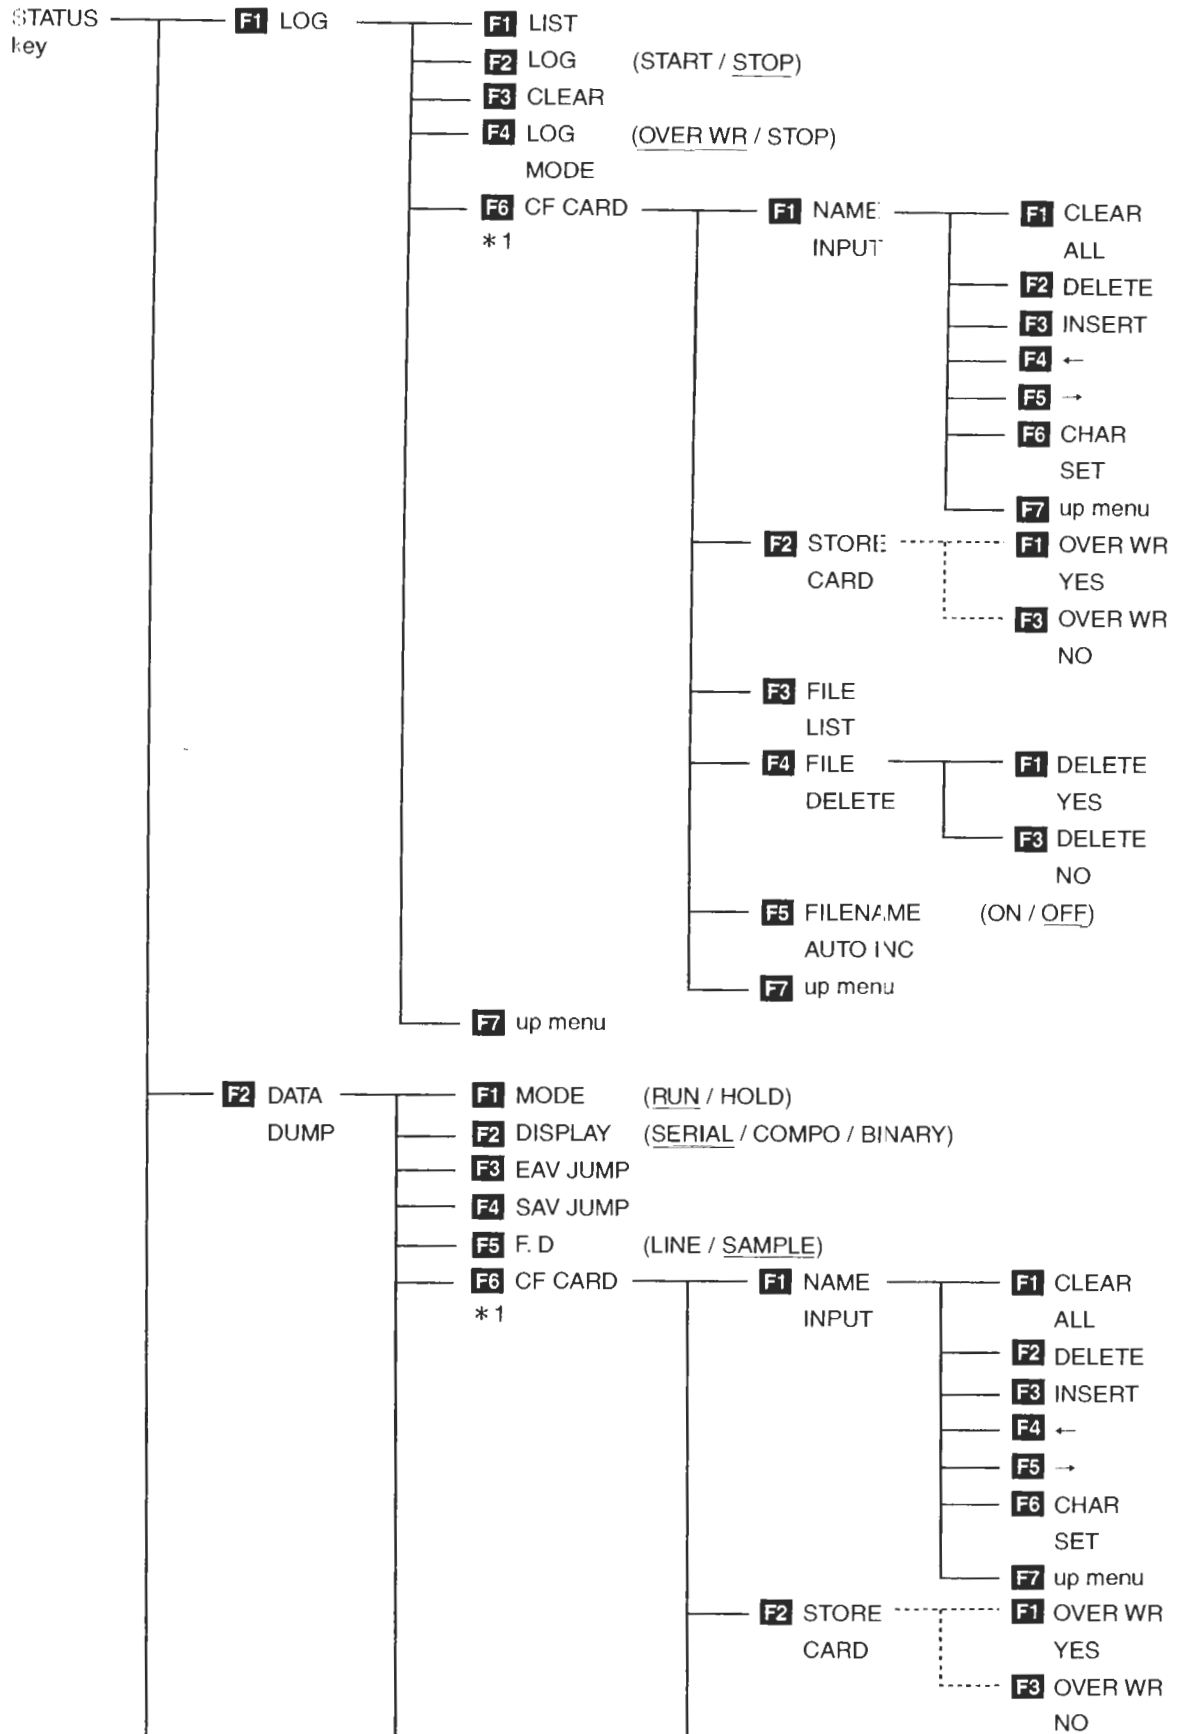 STATUS F1 LOG F1 LIST
key
F2 LOG (START / STOP)
F3 CLEAR
F4 LOG (OVER WR / STOP)
MODE
F6 CF CARD F1 NAME F1 CLEAR
*1 INPUT ALL
F2 DELETE
F3 INSERT
F4 ←
F5 →
F6 CHAR
SET
F7 up menu
F2 STORE F1 OVER WR
CARD YES
F3 OVER WR
NO
F3 FILE
LIST
F4 FILE F1 DELETE
DELETE YES
F3 DELETE
NO
F5 FILENAME (ON / OFF)
AUTO INC
F7 up menu
F7 up menu
F2 DATA F1 MODE (RUN / HOLD)
DUMP F2 DISPLAY (SERIAL / COMPO / BINARY)
F3 EAV JUMP
F4 SAV JUMP
F5 F. D (LINE / SAMPLE)
F6 CF CARD F1 NAME F1 CLEAR
*1 INPUT ALL
F2 DELETE
F3 INSERT
F4 ←
F5 →
F6 CHAR
SET
F7 up menu
F2 STORE F1 OVER WR
CARD YES
F3 OVER WR
NO